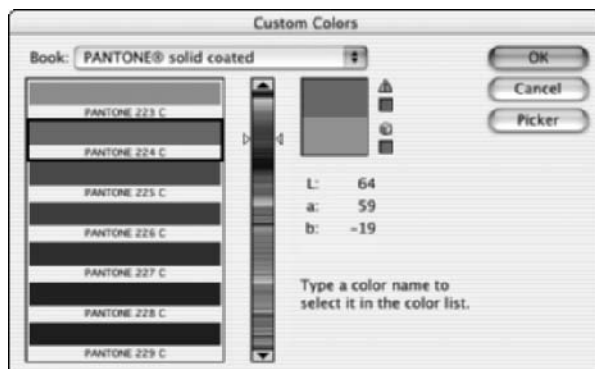 Custom Colors
Book: PANTONE® solid coated
OK
Cancel
Picker
PANTONE 223 C
PANTONE 224 C
PANTONE 225 C
PANTONE 226 C
PANTONE 227 C
PANTONE 228 C
PANTONE 229 C
L: 64
a: 59
b: -19
Type a color name to
select it in the color list.